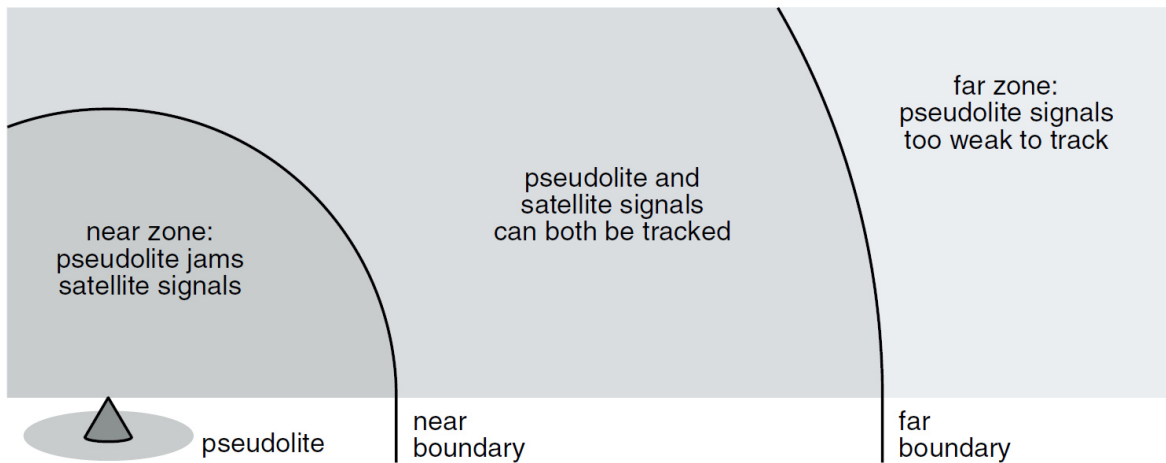 near zone:
pseudolite jams
satellite signals
pseudolite and
satellite signals
can both be tracked
far zone:
pseudolite signals
too weak to track
pseudolite
near
boundary
far
boundary